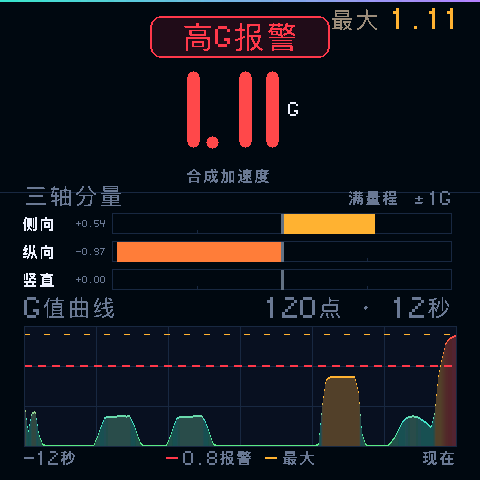 最大 1.11
高G报警
1.11 G
合成加速度
三轴分量 满量程 ±1G
侧向 +0.54
纵向 -0.97
竖直 +0.00
G值曲线 120点 · 12秒
-12秒 0.8报警 最大 现在